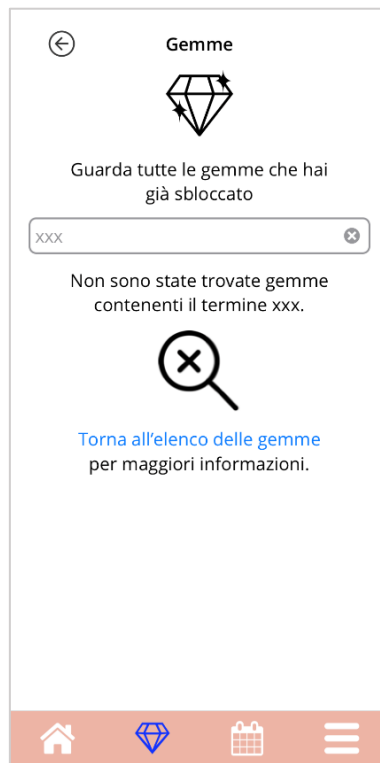 Gemme
Guarda tutte le gemme che hai
già sbloccato
xxx
Non sono state trovate gemme
contenenti il termine xxx.
Torna all'elenco delle gemme
per maggiori informazioni.